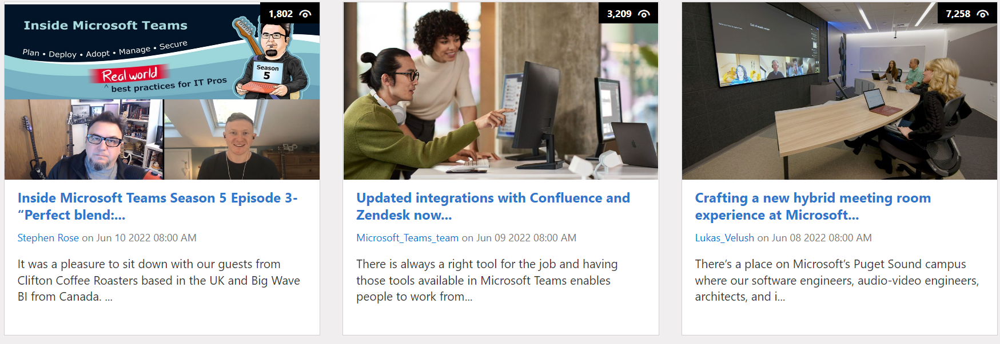 1,802
Inside Microsoft Teams
Plan • Deploy • Adopt • Manage • Secure
Real world
^ best practices for IT Pros
Season
5
Inside Microsoft Teams Season 5 Episode 3-
“Perfect blend:...
Stephen Rose on Jun 10 2022 08:00 AM
It was a pleasure to sit down with our guests from
Clifton Coffee Roasters based in the UK and Big Wave
BI from Canada. ...
3,209
Updated integrations with Confluence and
Zendesk now...
Microsoft_Teams_team on Jun 09 2022 08:00 AM
There is always a right tool for the job and having
those tools available in Microsoft Teams enables
people to work from...
7,258
Crafting a new hybrid meeting room
experience at Microsoft...
Lukas_Velush on Jun 08 2022 08:00 AM
There’s a place on Microsoft’s Puget Sound campus
where our software engineers, audio-video engineers,
architects, and i...